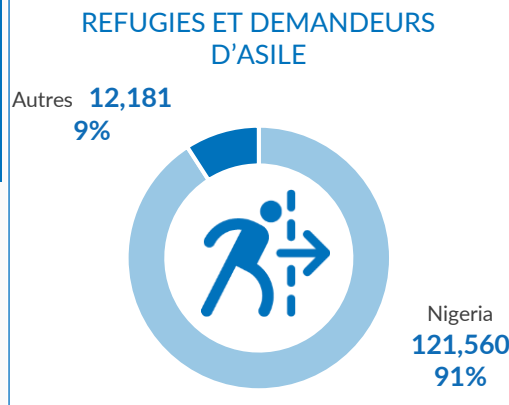 REFUGIES ET DEMANDEURS
D’ASILE
Autres 12,181
9%
Nigeria
121,560
91%